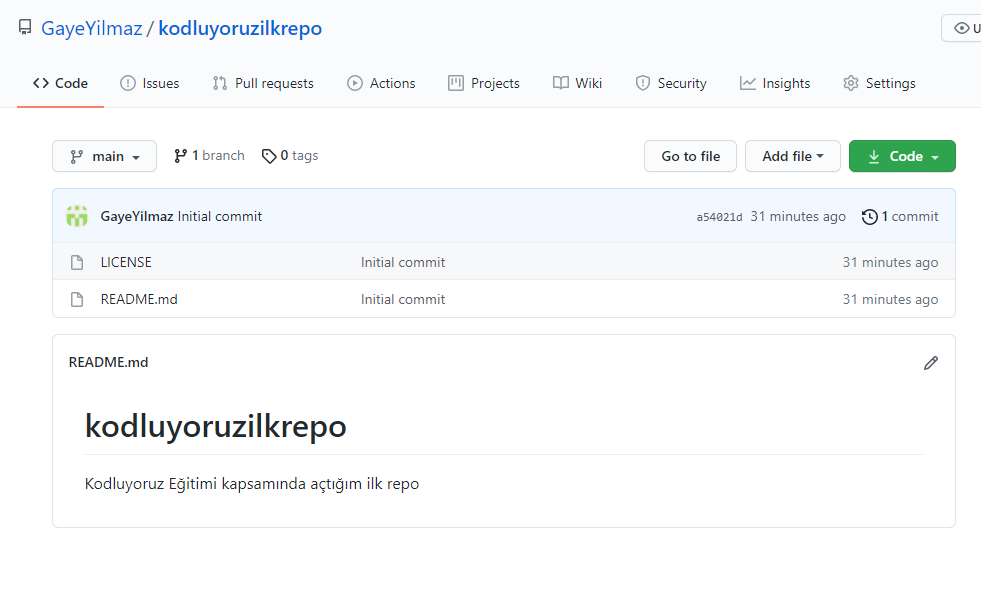 GayeYilmaz / kodluyoruzilkrepo
Code Issues Pull requests Actions Projects Wiki Security Insights Settings
main 1 branch 0 tags Go to file Add file Code
GayeYilmaz Initial commit a54021d 31 minutes ago 1 commit
LICENSE Initial commit 31 minutes ago
README.md Initial commit 31 minutes ago
README.md
kodluyoruzilkrepo
Kodluyoruz Eğitimi kapsamında açtığım ilk repo